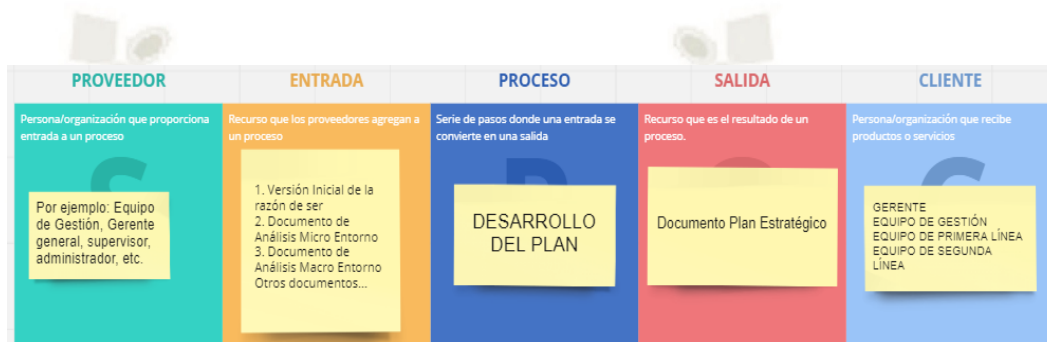 PROVEEDOR
Persona/organización que proporciona
entrada a un proceso
S
Por ejemplo: Equipo
de Gestión, Gerente
general, supervisor,
administrador, etc.
ENTRADA
Recurso que los proveedores agregan a
un proceso
1. Versión Inicial de la
razón de ser
2. Documento de
Análisis Micro Entorno
3. Documento de
Análisis Macro Entorno
Otros documentos...
PROCESO
Serie de pasos donde una entrada se
convierte en una salida
P
DESARROLLO
DEL PLAN
SALIDA
Recurso que es el resultado de un
proceso.
O
Documento Plan Estratégico
CLIENTE
Persona/organización que recibe
productos o servicios
C
GERENTE
EQUIPO DE GESTIÓN
EQUIPO DE PRIMERA LÍNEA
EQUIPO DE SEGUNDA
LÍNEA